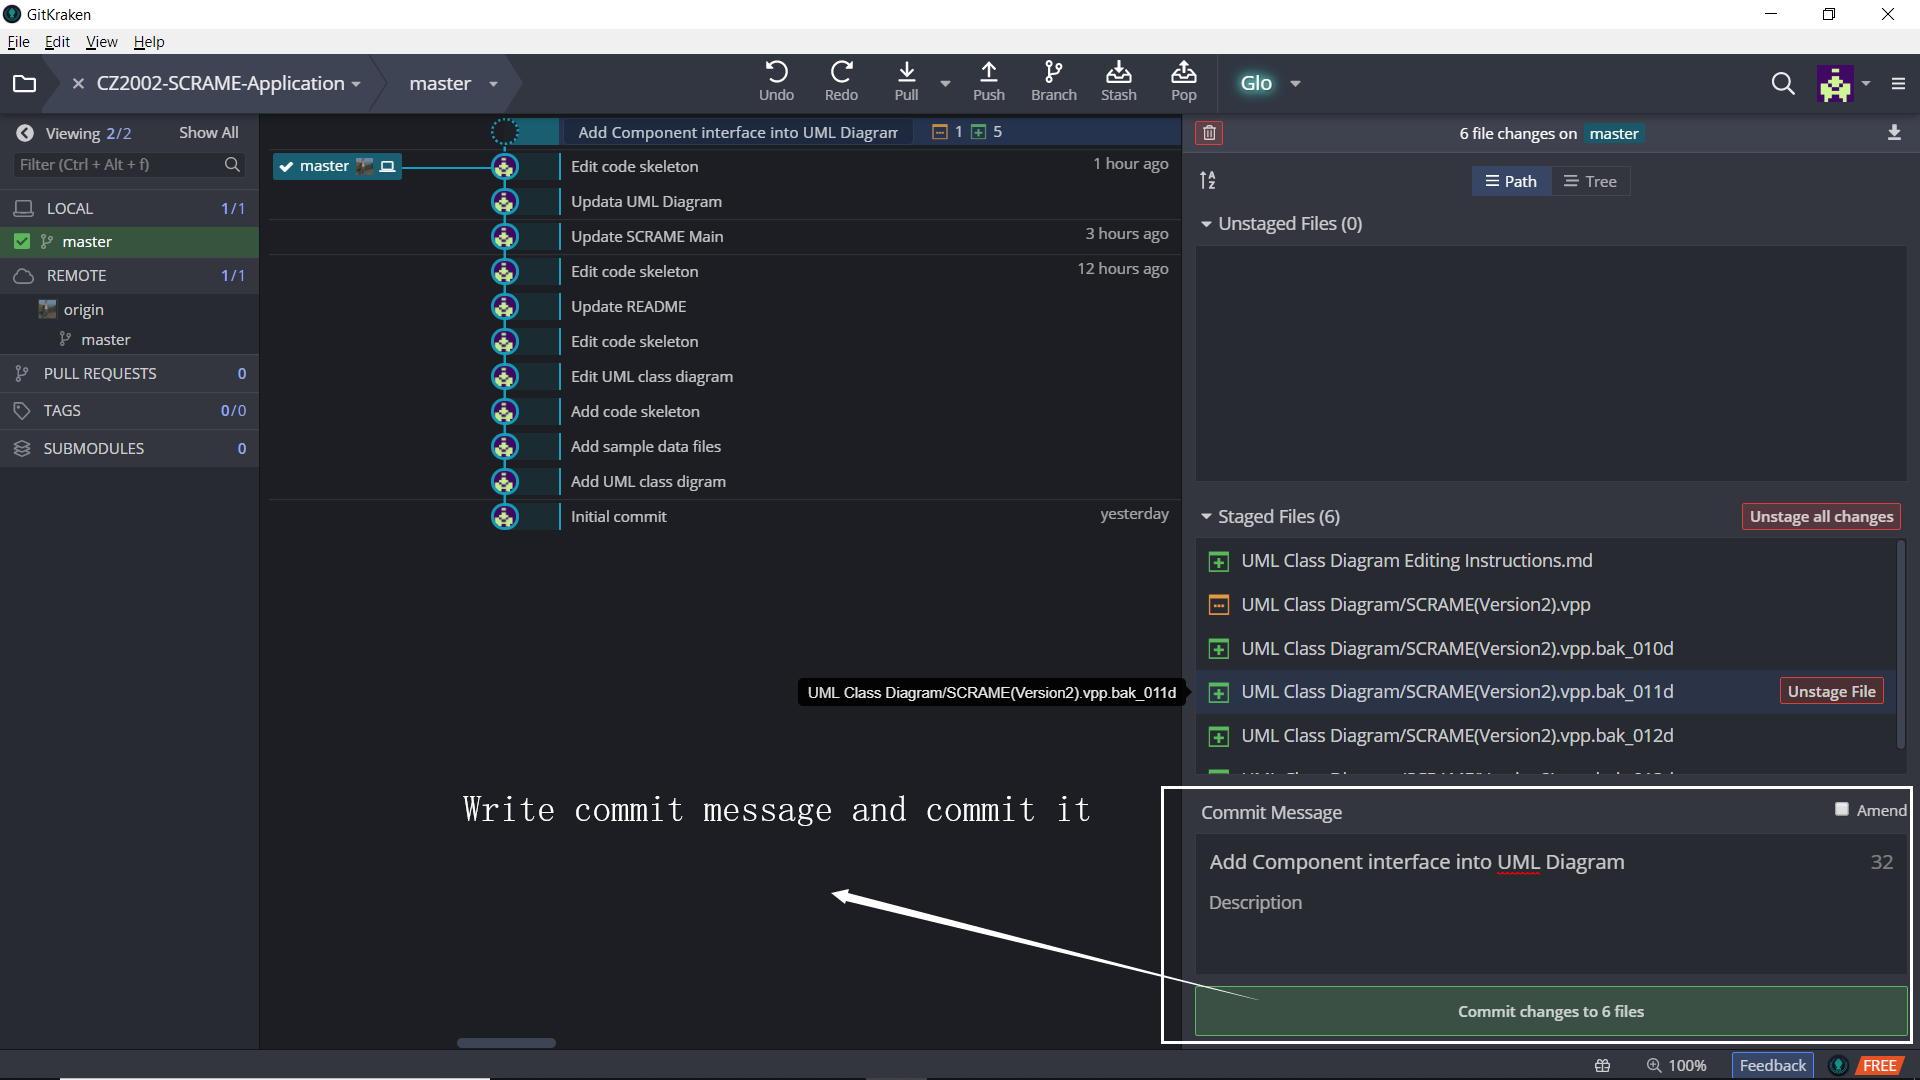 GitKraken
File Edit View Help
CZ2002-SCRAME-Application
master
Undo Redo Pull Push Branch Stash Pop
Glo
Viewing 2/2 Show All
Filter (Ctrl + Alt + f)
LOCAL 1/1
master
REMOTE 1/1
origin
master
PULL REQUESTS 0
TAGS 0/0
SUBMODULES 0
Add Component interface into UML Diagram 1 5
master Edit code skeleton 1 hour ago
Updata UML Diagram
Update SCRAME Main 3 hours ago
Edit code skeleton 12 hours ago
Update README
Edit code skeleton
Edit UML class diagram
Add code skeleton
Add sample data files
Add UML class digram
Initial commit yesterday
UML Class Diagram/SCRAME(Version2).vpp.bak_011d
Write commit message and commit it
6 file changes on master
Path Tree
Unstaged Files (0)
Staged Files (6) Unstage all changes
UML Class Diagram Editing Instructions.md
UML Class Diagram/SCRAME(Version2).vpp
UML Class Diagram/SCRAME(Version2).vpp.bak_010d
UML Class Diagram/SCRAME(Version2).vpp.bak_011d Unstage File
UML Class Diagram/SCRAME(Version2).vpp.bak_012d
Commit Message Amend
Add Component interface into UML Diagram 32
Description
Commit changes to 6 files
100% Feedback FREE